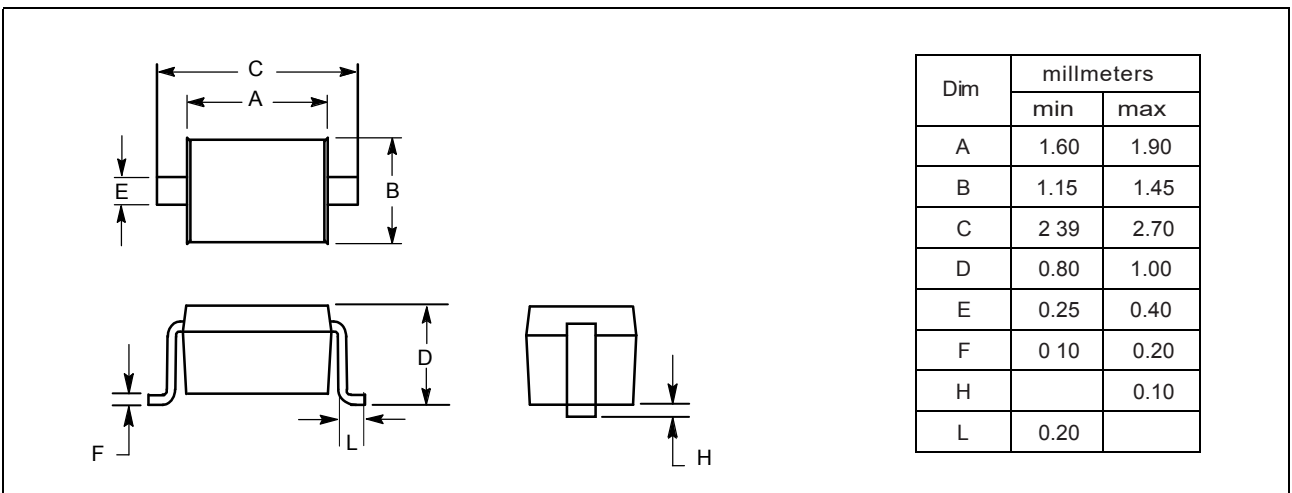 C
A
E
B
D
F
L
H
Dim millmeters
min max
A 1.60 1.90
B 1.15 1.45
C 2 39 2.70
D 0.80 1.00
E 0.25 0.40
F 0 10 0.20
H 0.10
L 0.20